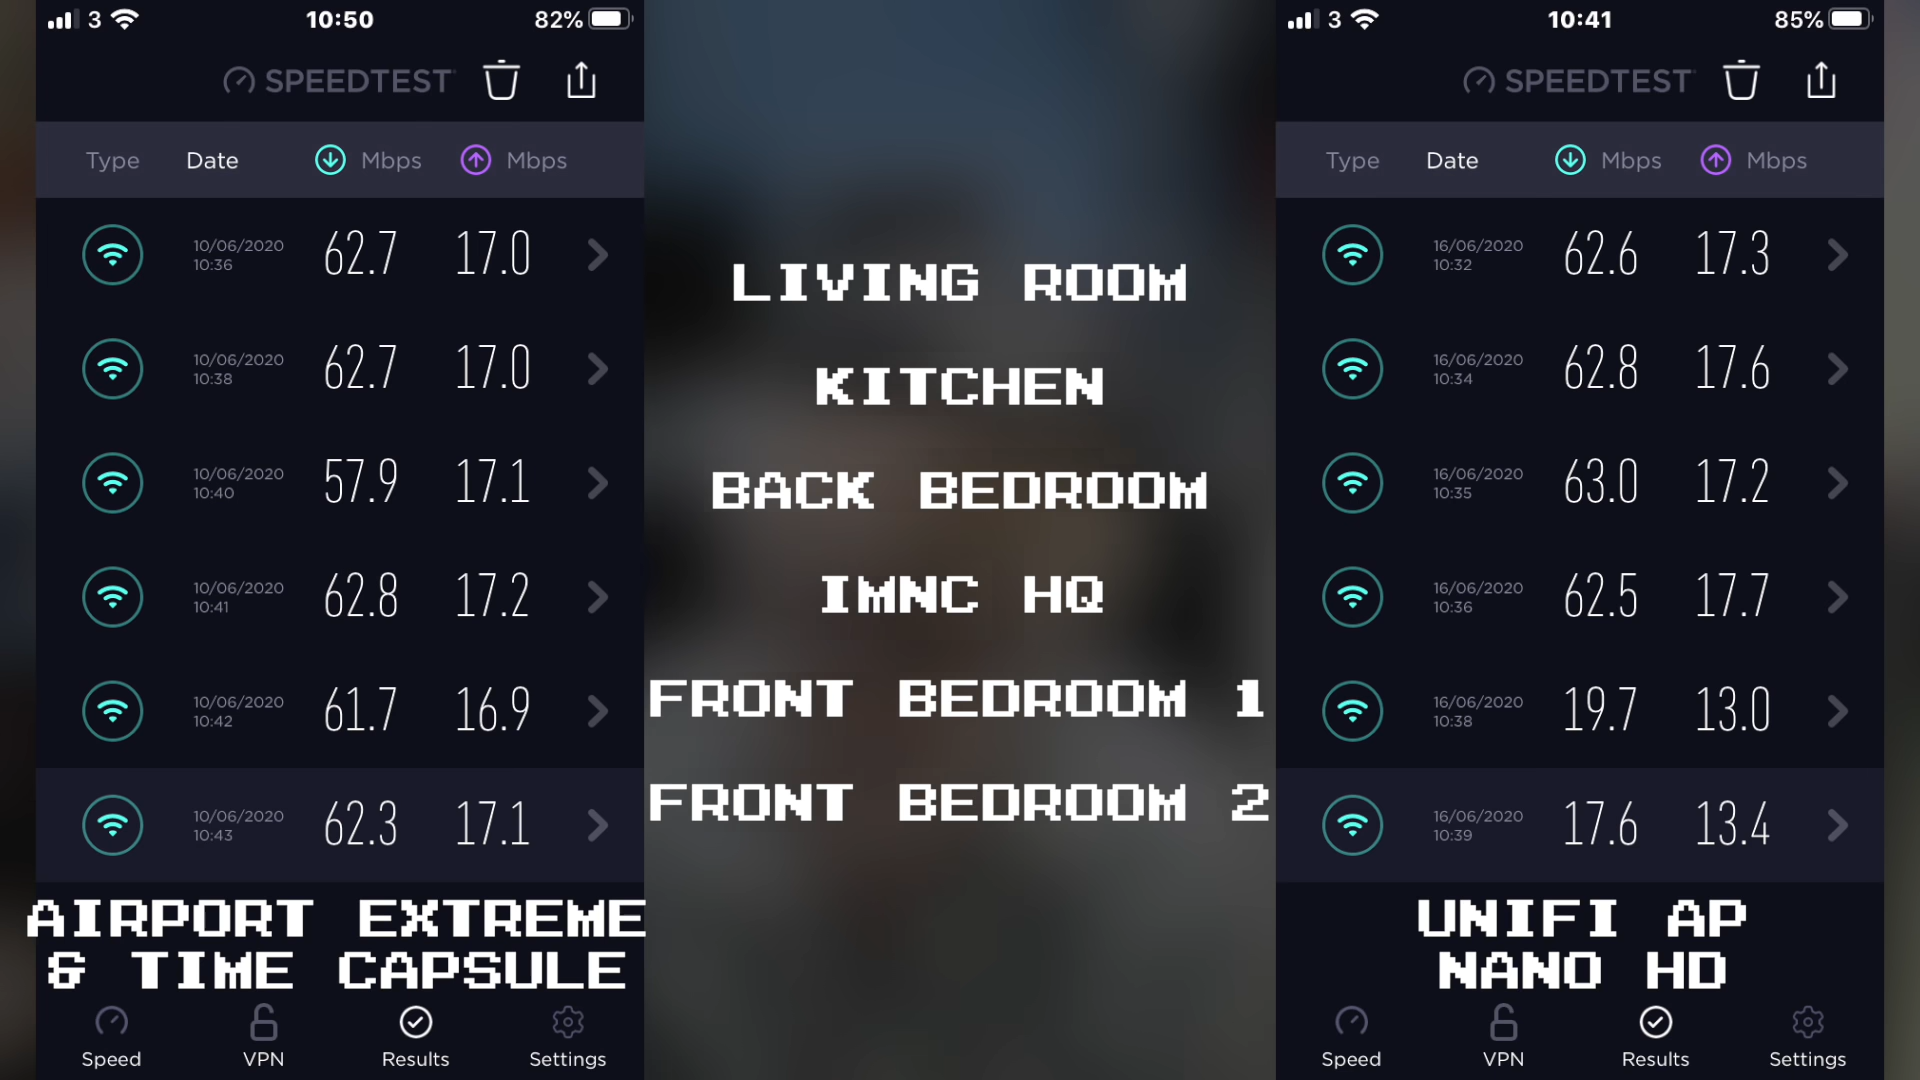 3 10:50 82%
SPEEDTEST
Type Date Mbps Mbps
10/06/2020 10:36 62.7 17.0
10/06/2020 10:38 62.7 17.0
10/06/2020 10:40 57.9 17.1
10/06/2020 10:41 62.8 17.2
10/06/2020 10:42 61.7 16.9
10/06/2020 10:43 62.3 17.1
AIRPORT EXTREME
& TIME CAPSULE
Speed VPN Results Settings
LIVING ROOM
KITCHEN
BACK BEDROOM
IMNC HQ
FRONT BEDROOM 1
FRONT BEDROOM 2
3 10:41 85%
SPEEDTEST
Type Date Mbps Mbps
16/06/2020 10:32 62.6 17.3
16/06/2020 10:34 62.8 17.6
16/06/2020 10:35 63.0 17.2
16/06/2020 10:36 62.5 17.7
16/06/2020 10:38 19.7 13.0
16/06/2020 10:39 17.6 13.4
UNIFI AP
NANO HD
Speed VPN Results Settings